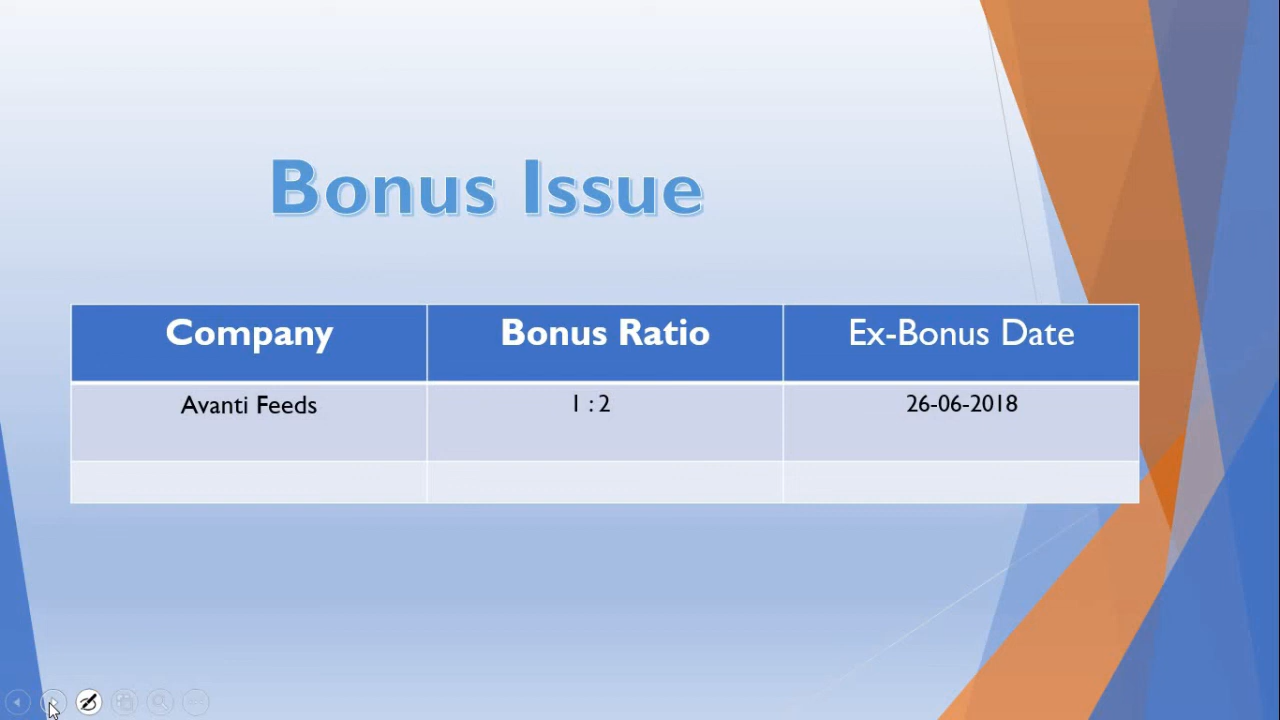 Bonus Issue
Company Bonus Ratio Ex-Bonus Date
Avanti Feeds 1 : 2 26-06-2018